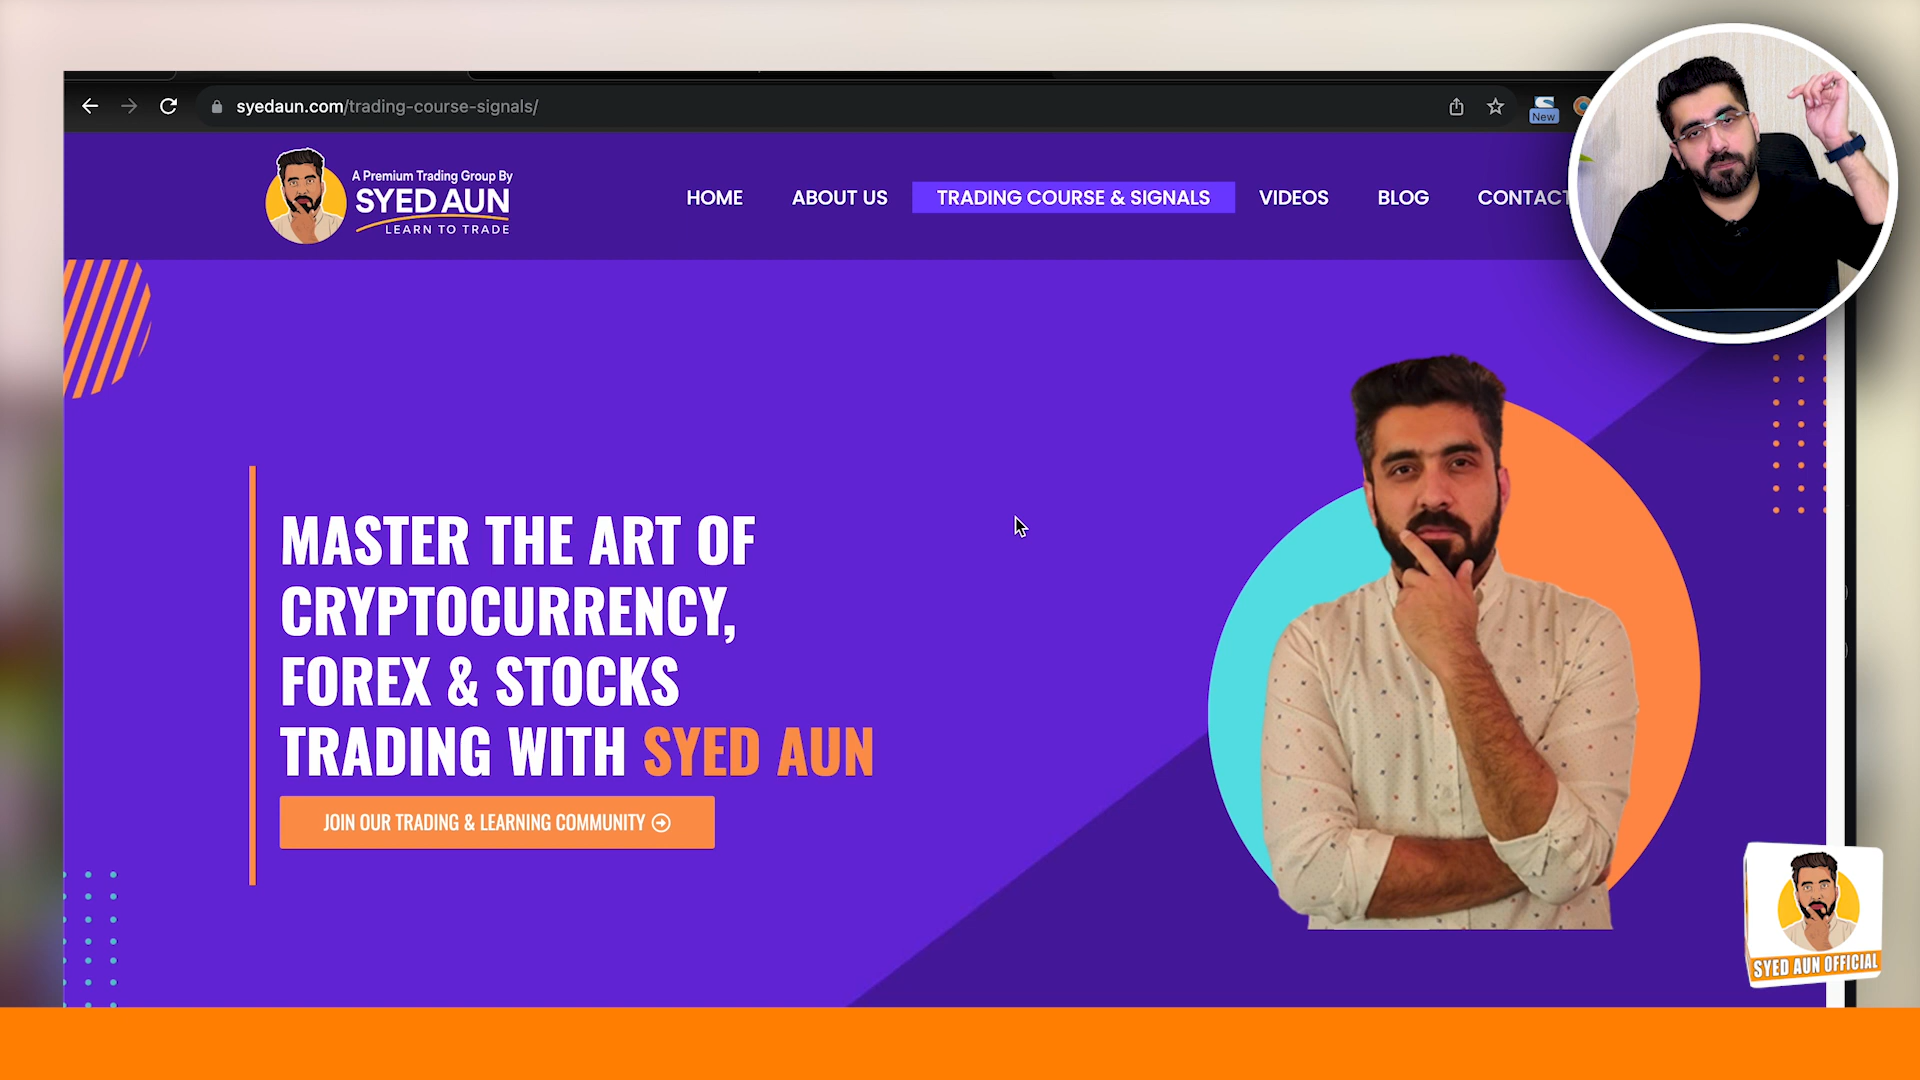 syedaun.com/trading-course-signals/
New
A Premium Trading Group By
SYED AUN
LEARN TO TRADE
HOME
ABOUT US
TRADING COURSE & SIGNALS
VIDEOS
BLOG
CONTACT
MASTER THE ART OF
CRYPTOCURRENCY,
FOREX & STOCKS
TRADING WITH SYED AUN
JOIN OUR TRADING & LEARNING COMMUNITY
SYED AUN OFFICIAL